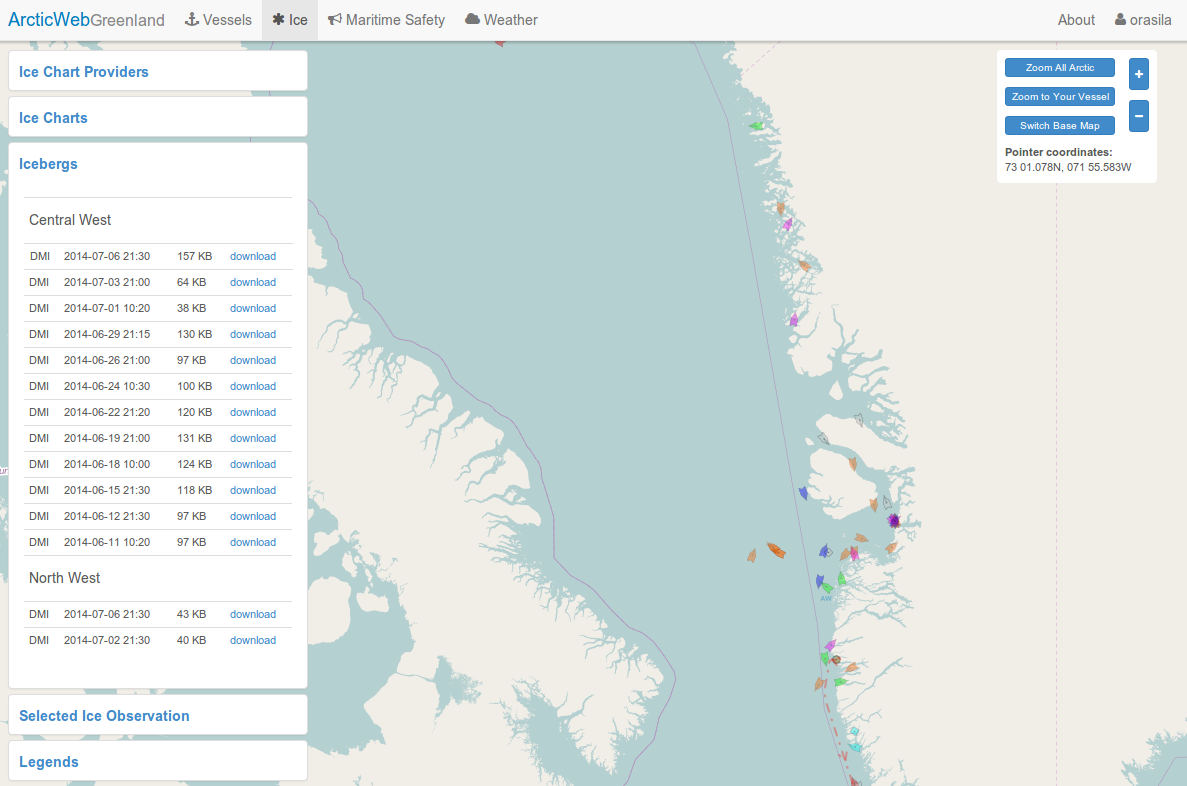 ArcticWebGreenland Vessels Ice Maritime Safety Weather About orasila
Ice Chart Providers
Ice Charts
Icebergs
Central West
DMI 2014-07-06 21:30 157 KB download
DMI 2014-07-03 21:00 64 KB download
DMI 2014-07-01 10:20 38 KB download
DMI 2014-06-29 21:15 130 KB download
DMI 2014-06-26 21:00 97 KB download
DMI 2014-06-24 10:30 100 KB download
DMI 2014-06-22 21:20 120 KB download
DMI 2014-06-19 21:00 131 KB download
DMI 2014-06-18 10:00 124 KB download
DMI 2014-06-15 21:30 118 KB download
DMI 2014-06-12 21:30 97 KB download
DMI 2014-06-11 10:20 97 KB download
North West
DMI 2014-07-06 21:30 43 KB download
DMI 2014-07-02 21:30 40 KB download
Selected Ice Observation
Legends
Zoom All Arctic
+
Zoom to Your Vessel
−
Switch Base Map
Pointer coordinates:
73 01.078N, 071 55.583W
AW